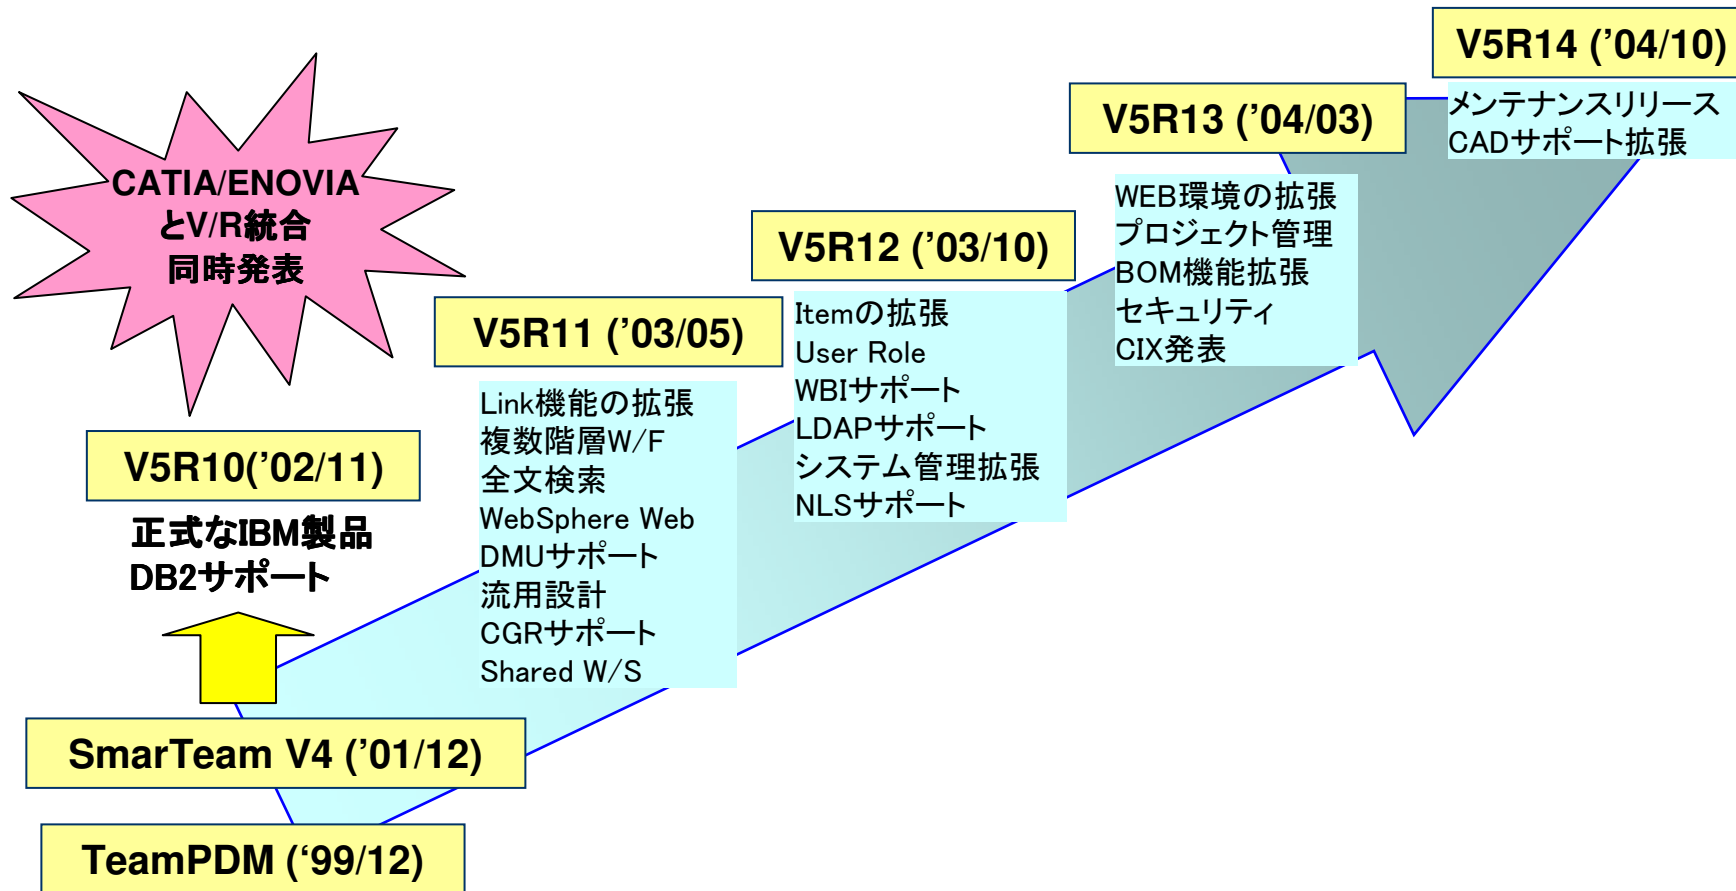 CATIA/ENOVIA
とV/R統合
同時発表
V5R10('02/11)
正式なIBM製品
DB2サポート
SmarTeam V4 (’01/12)
TeamPDM (‘99/12)
V5R11 (’03/05)
Link機能の拡張
複数階層W/F
全文検索
WebSphere Web
DMUサポート
流用設計
CGRサポート
Shared W/S
V5R12 (’03/10)
Itemの拡張
User Role
WBIサポート
LDAPサポート
システム管理拡張
NLSサポート
V5R13 (’04/03)
WEB環境の拡張
プロジェクト管理
BOM機能拡張
セキュリティ
CIX発表
V5R14 (’04/10)
メンテナンスリリース
CADサポート拡張